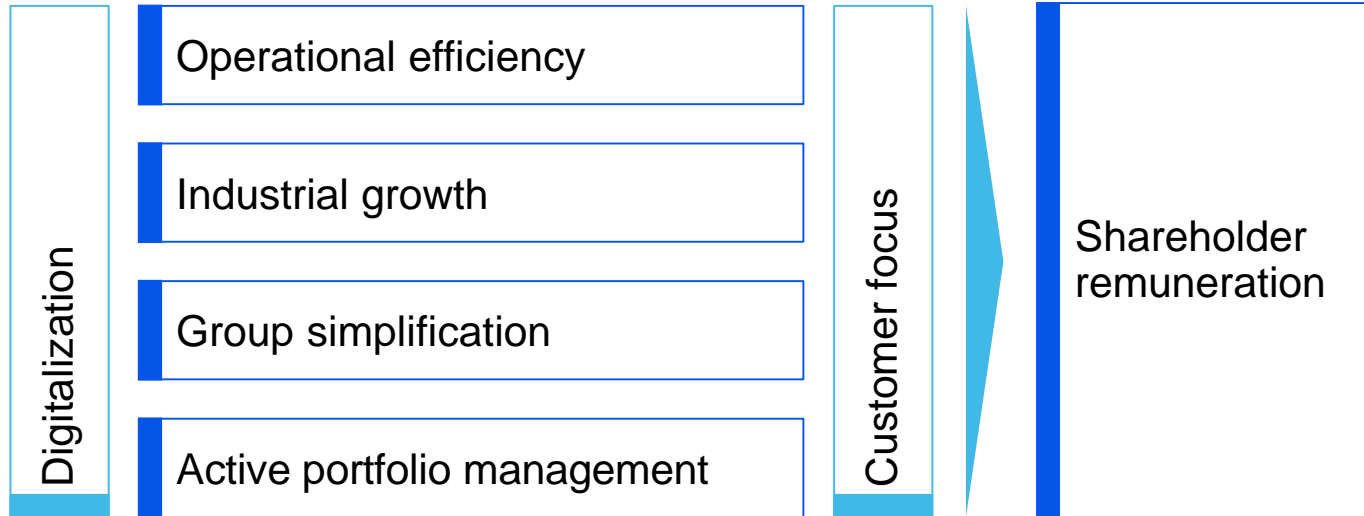 Digitalization
Operational efficiency
Industrial growth
Group simplification
Active portfolio management
Customer focus
Shareholder
remuneration